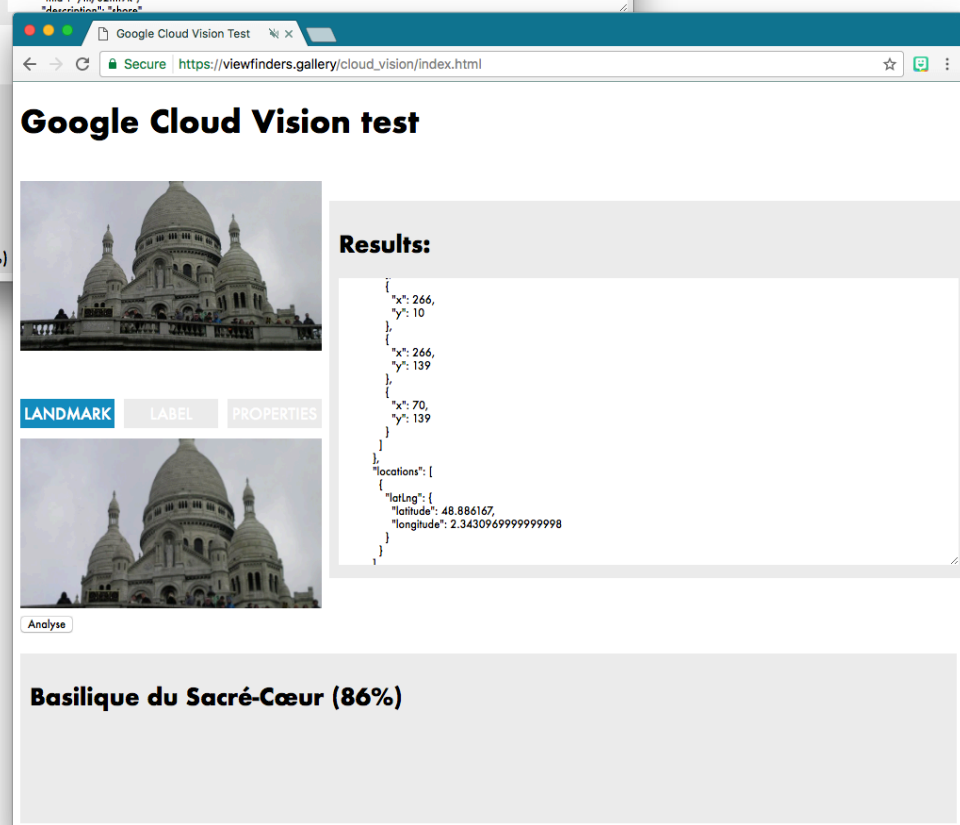 "description": "share"
Google Cloud Vision Test
Secure https://viewfinders.gallery/cloud_vision/index.html
Google Cloud Vision test
Results:
{
"x": 266,
"y": 10
},
{
"x": 266,
"y": 139
},
{
"x": 70,
"y": 139
}
]
},
"locations": [
{
"latLng": {
"latitude": 48.886167,
"longitude": 2.3430969999999998
}
}
]
LANDMARK LABEL PROPERTIES
Analyse
Basilique du Sacré-Cœur (86%)